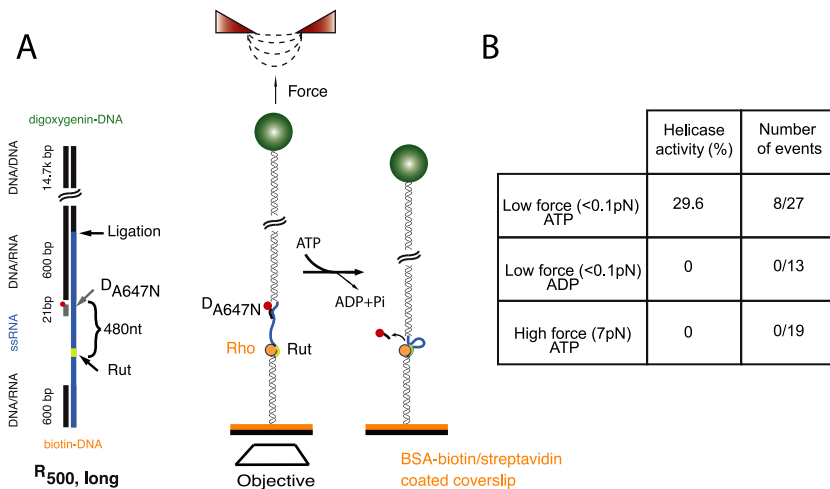 A
digoxygenin-DNA
DNA/DNA
14.7k bp
DNA/RNA
600 bp
Ligation
DA647N
21bp
480nt
ssRNA
Rut
DNA/RNA
600 bp
biotin-DNA
R500, long
Force
ATP
ADP+Pi
DA647N
Rho
Rut
Objective
BSA-biotin/streptavidin
coated coverslip
B
Helicase
activity (%)
Number
of events
Low force (<0.1pN)
ATP
29.6
8/27
Low force (<0.1pN)
ADP
0
0/13
High force (7pN)
ATP
0
0/19